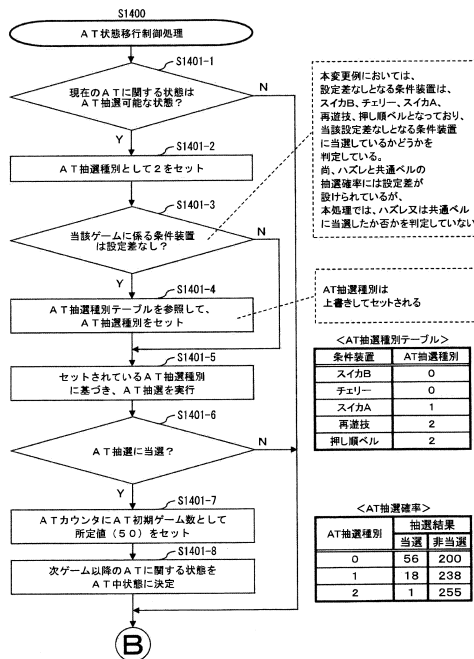 S1400
AT状態移行制御処理
S1401-1
現在のATに関する状態は
AT抽選可能な状態？
N
Y
S1401-2
AT抽選種別として2をセット
S1401-3
当該ゲームに係る条件装置
は設定差なし？
N
Y
S1401-4
AT抽選種別テーブルを参照して、
AT抽選種別をセット
S1401-5
セットされているAT抽選種別
に基づき、AT抽選を実行
S1401-6
AT抽選に当選？
N
Y
S1401-7
ATカウンタにAT初期ゲーム数として
所定値（50）をセット
S1401-8
次ゲーム以降のATに関する状態を
AT中状態に決定
B
本変更例においては、
設定差なしとなる条件装置は、
スイカB、チェリー、スイカA、
再遊技、押し順ベルとなっており、
当該設定差なしとなる条件装置
に当選しているかどうかを
判定している。
尚、ハズレと共通ベルの
抽選確率には設定差が
設けられているが、
本処理では、ハズレ又は共通ベル
に当選したか否かを判定していない
AT抽選種別は
上書きしてセットされる
＜AT抽選種別テーブル＞
条件装置 AT抽選種別
スイカB 0
チェリー 0
スイカA 1
再遊技 2
押し順ベル 2
＜AT抽選確率＞
AT抽選種別 抽選結果
当選 非当選
0 56 200
1 18 238
2 1 255